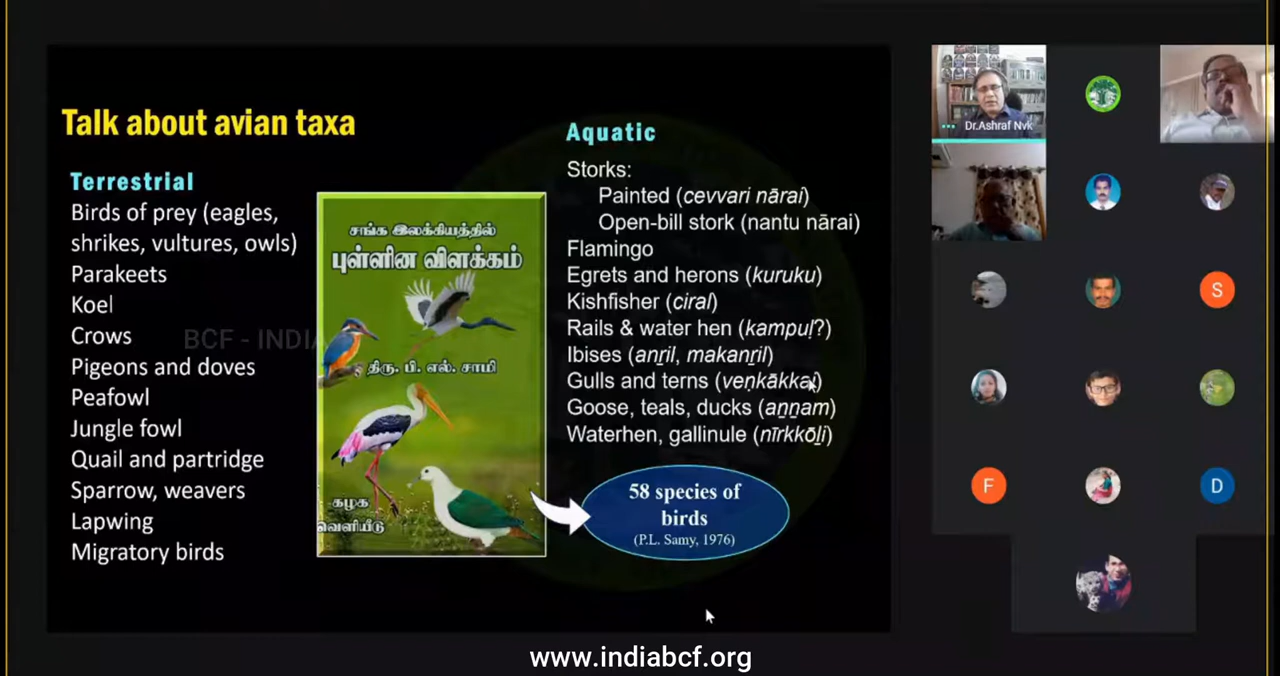 Talk about avian taxa
Terrestrial
Birds of prey (eagles,
shrikes, vultures, owls)
Parakeets
Koel
Crows
Pigeons and doves
Peafowl
Jungle fowl
Quail and partridge
Sparrow, weavers
Lapwing
Migratory birds
BCF - INDIA
சங்க இலக்கியத்தில்
புள்ளின விளக்கம்
திரு. பி. எல். சாமி
கழக
வெளியீடு
Aquatic
Storks:
Painted (cevvari nārai)
Open-bill stork (nantu nārai)
Flamingo
Egrets and herons (kuruku)
Kishfisher (ciral)
Rails & water hen (kampuḷ?)
Ibises (anṟil, makanṟil)
Gulls and terns (veṇkākkai)
Goose, teals, ducks (aṉṉam)
Waterhen, gallinule (nīrkkōḻi)
58 species of
birds
(P.L. Samy, 1976)
Dr.Ashraf Nvk
S
F
D
www.indiabcf.org